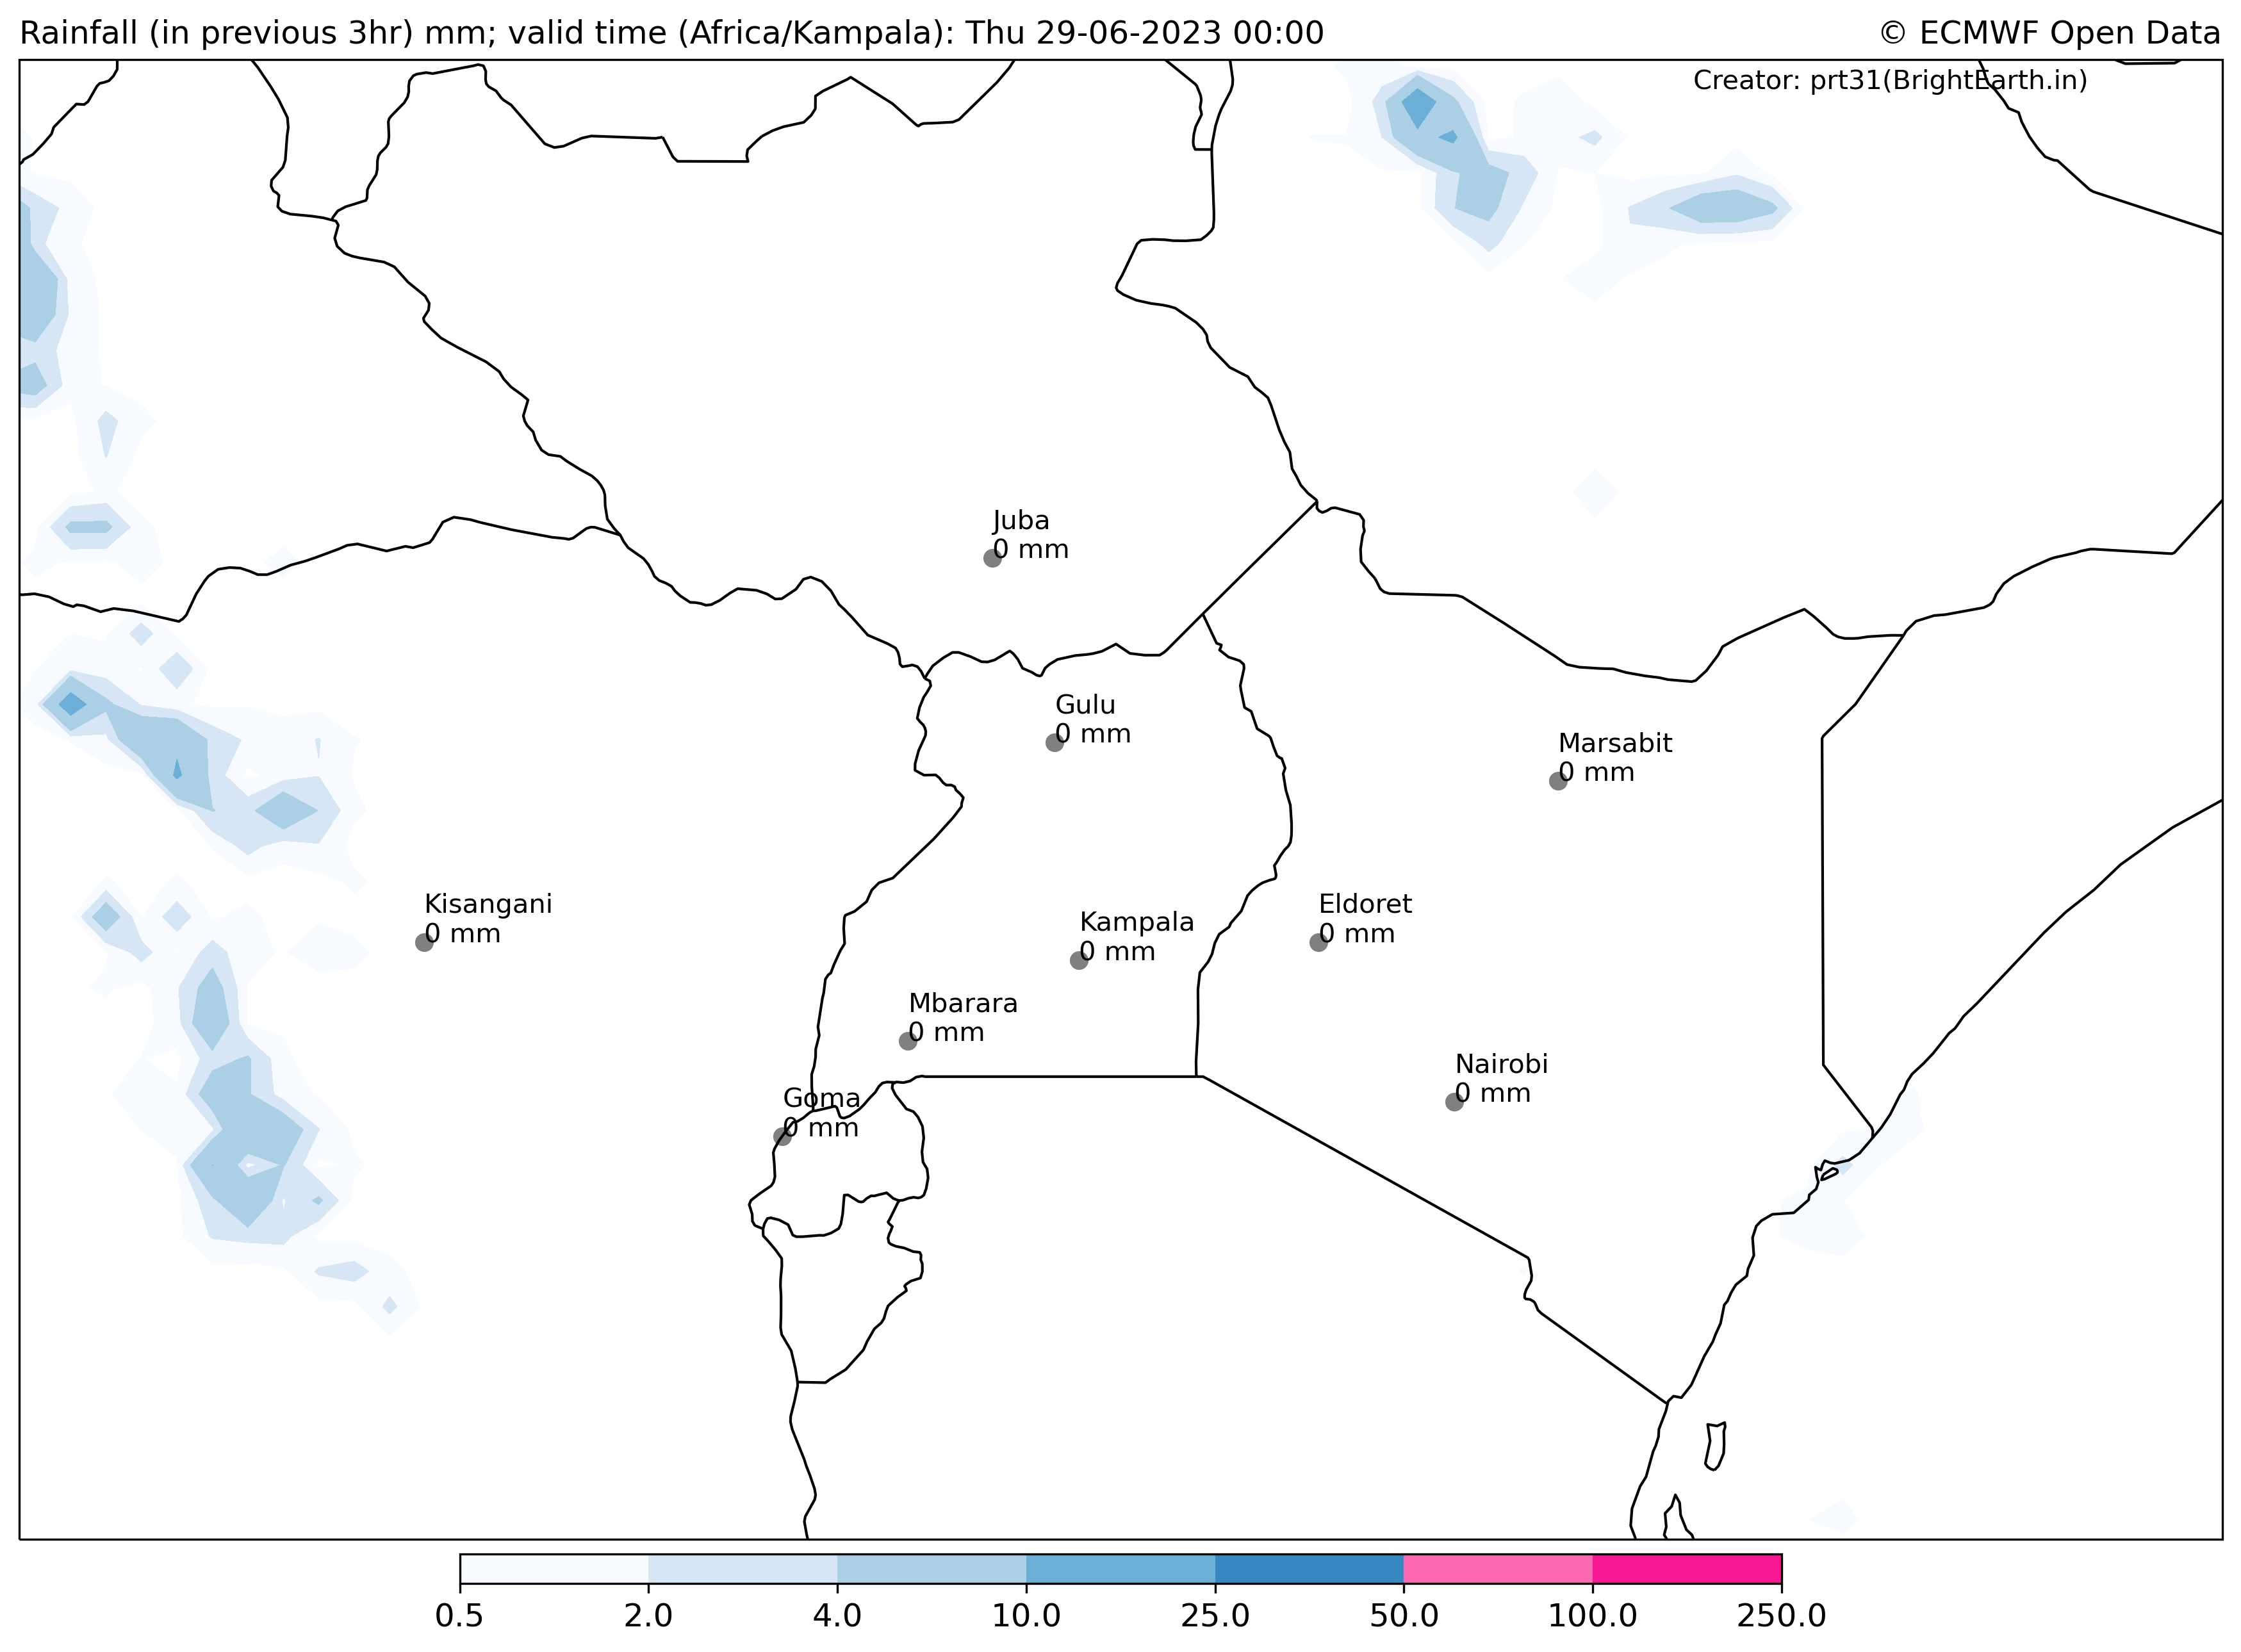 Rainfall (in previous 3hr) mm; valid time (Africa/Kampala): Thu 29-06-2023 00:00
© ECMWF Open Data
Creator: prt31(BrightEarth.in)
Juba
0 mm
Gulu
0 mm
Marsabit
0 mm
Kisangani
0 mm
Kampala
0 mm
Eldoret
0 mm
Mbarara
0 mm
Nairobi
0 mm
Goma
0 mm
0.5 2.0 4.0 10.0 25.0 50.0 100.0 250.0